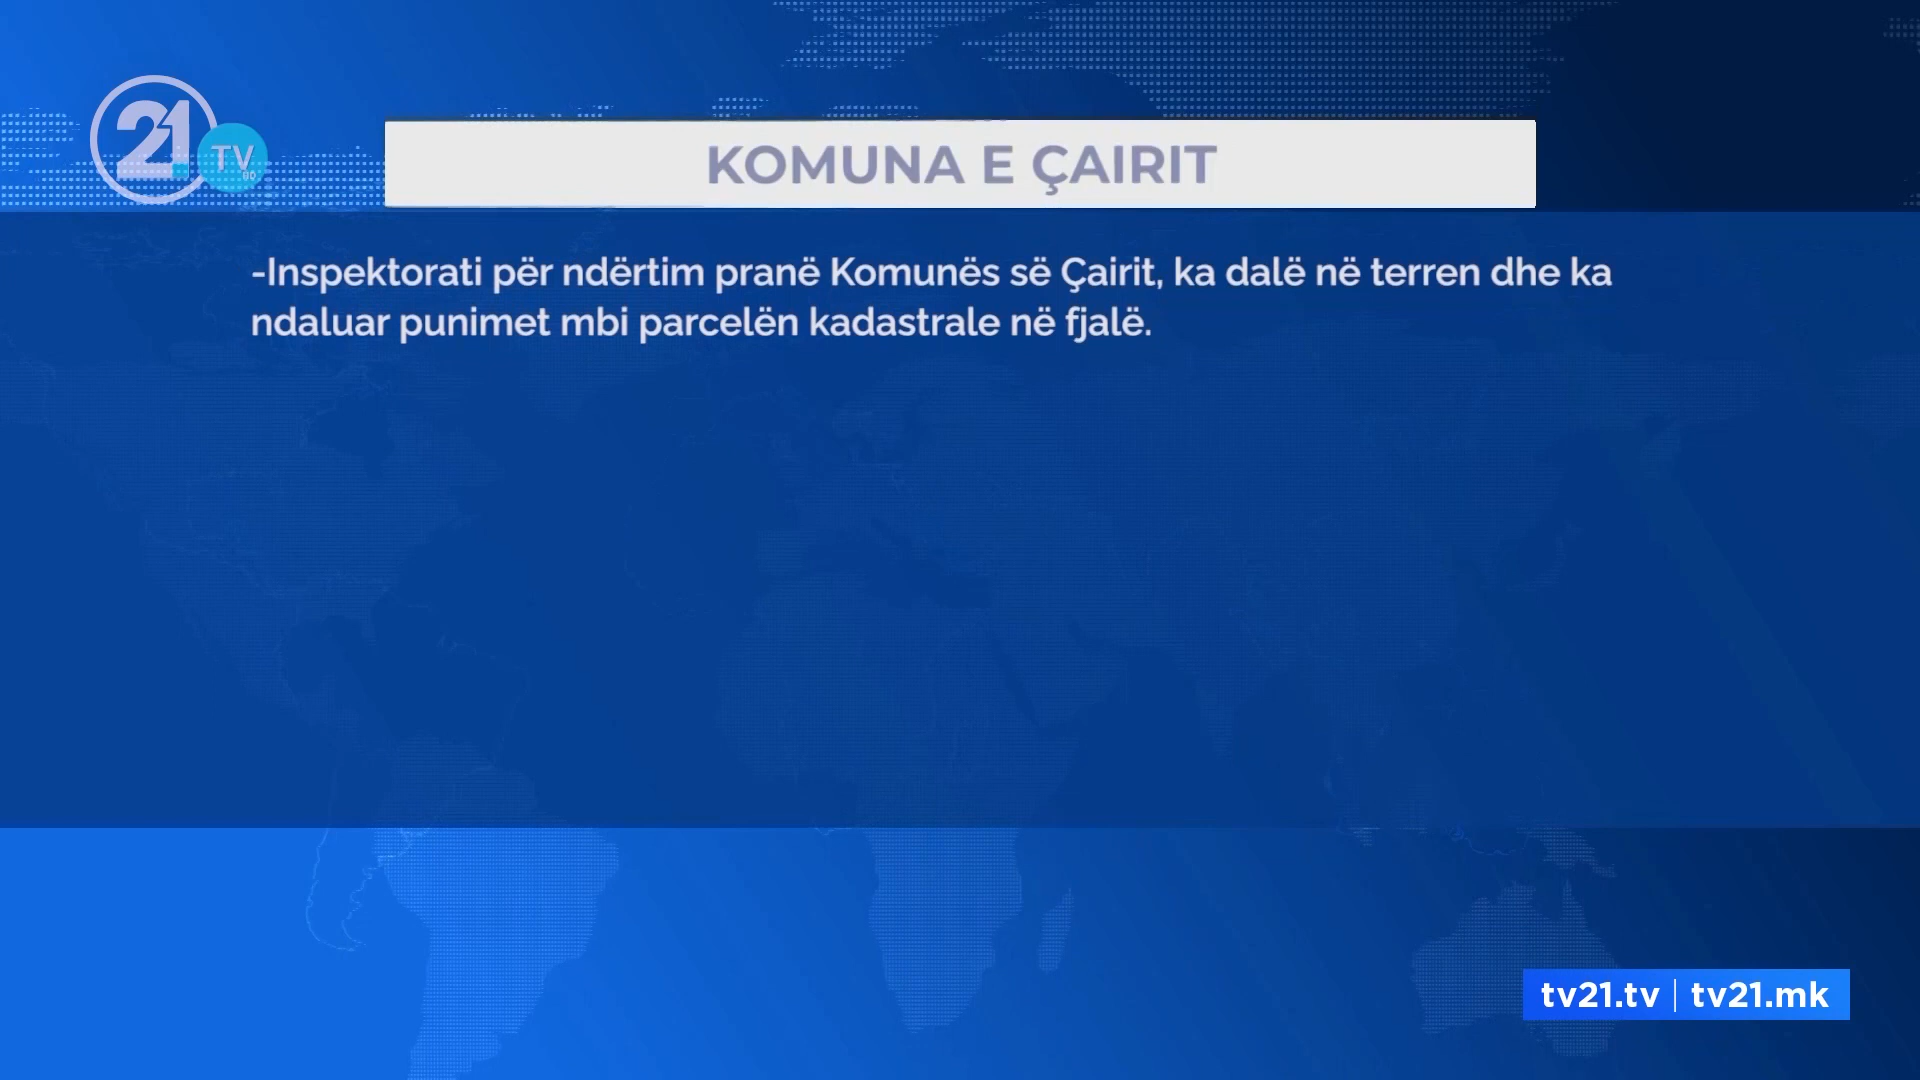 21
TV
HD
KOMUNA E ÇAIRIT
-Inspektorati për ndërtim pranë Komunës së Çairit, ka dalë në terren dhe ka
ndaluar punimet mbi parcelën kadastrale në fjalë.
tv21.tv | tv21.mk